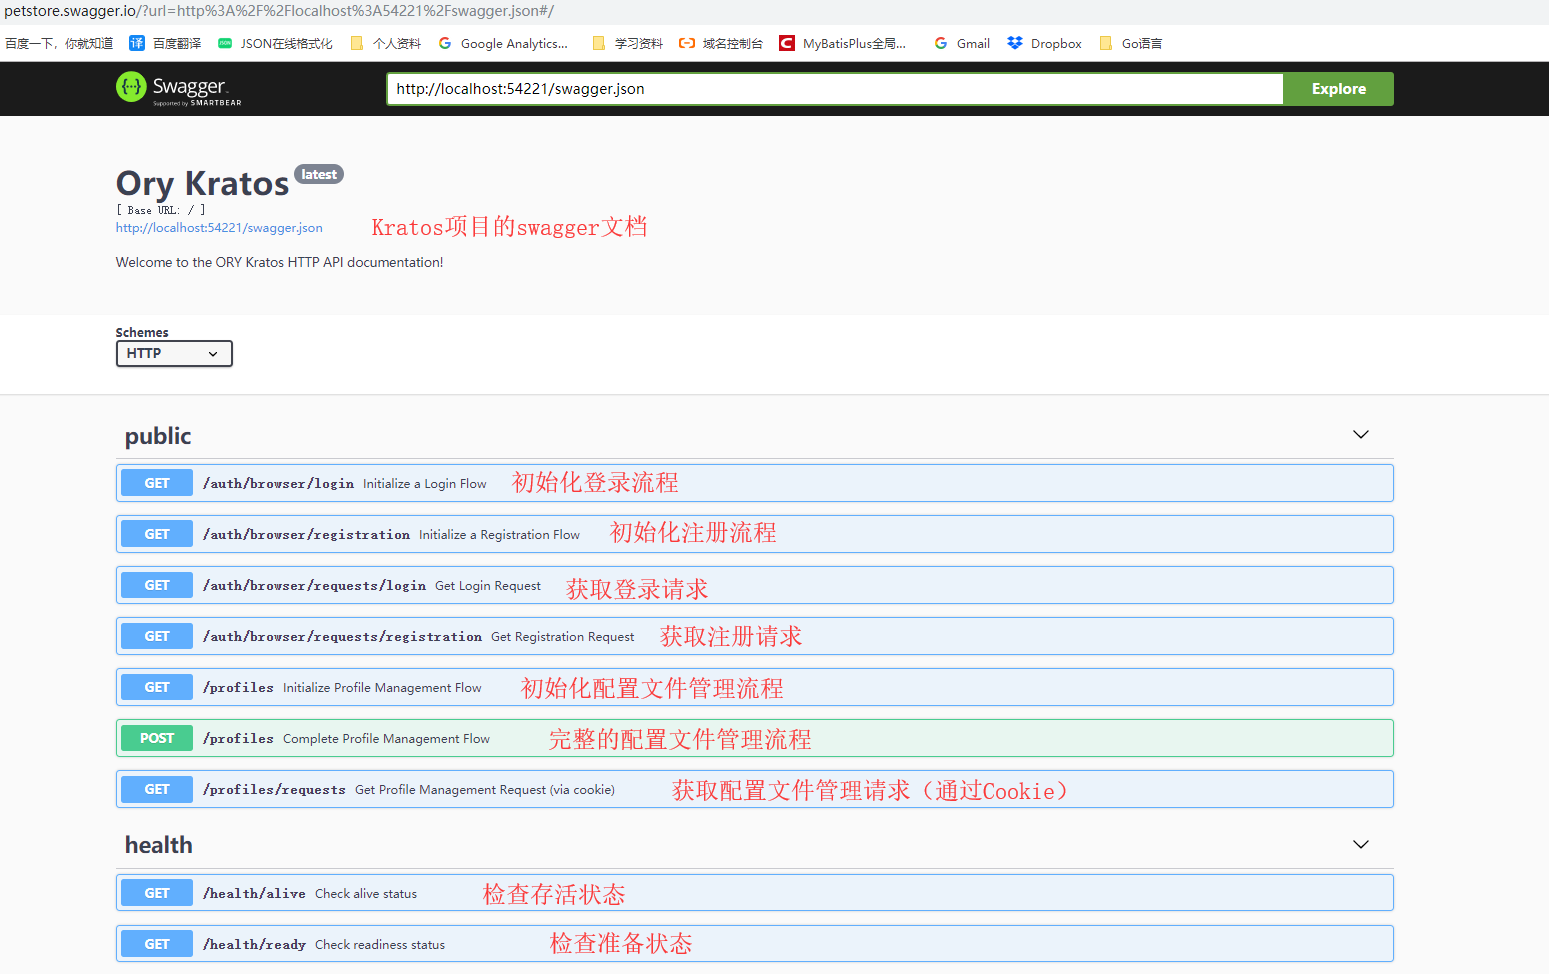 petstore.swagger.io/?url=http%3A%2F%2Flocalhost%3A54221%2Fswagger.json#/
百度一下，你就知道 译 百度翻译 JSON在线格式化 个人资料 Google Analytics... 学习资料 域名控制台 MyBatisPlus全局... Gmail Dropbox Go语言
Swagger
Supported by SMARTBEAR
http://localhost:54221/swagger.json Explore
Ory Kratos latest
[ Base URL: / ]
http://localhost:54221/swagger.json Kratos项目的swagger文档
Welcome to the ORY Kratos HTTP API documentation!
Schemes
HTTP
public
GET /auth/browser/login Initialize a Login Flow 初始化登录流程
GET /auth/browser/registration Initialize a Registration Flow 初始化注册流程
GET /auth/browser/requests/login Get Login Request 获取登录请求
GET /auth/browser/requests/registration Get Registration Request 获取注册请求
GET /profiles Initialize Profile Management Flow 初始化配置文件管理流程
POST /profiles Complete Profile Management Flow 完整的配置文件管理流程
GET /profiles/requests Get Profile Management Request (via cookie) 获取配置文件管理请求（通过Cookie）
health
GET /health/alive Check alive status 检查存活状态
GET /health/ready Check readiness status 检查准备状态